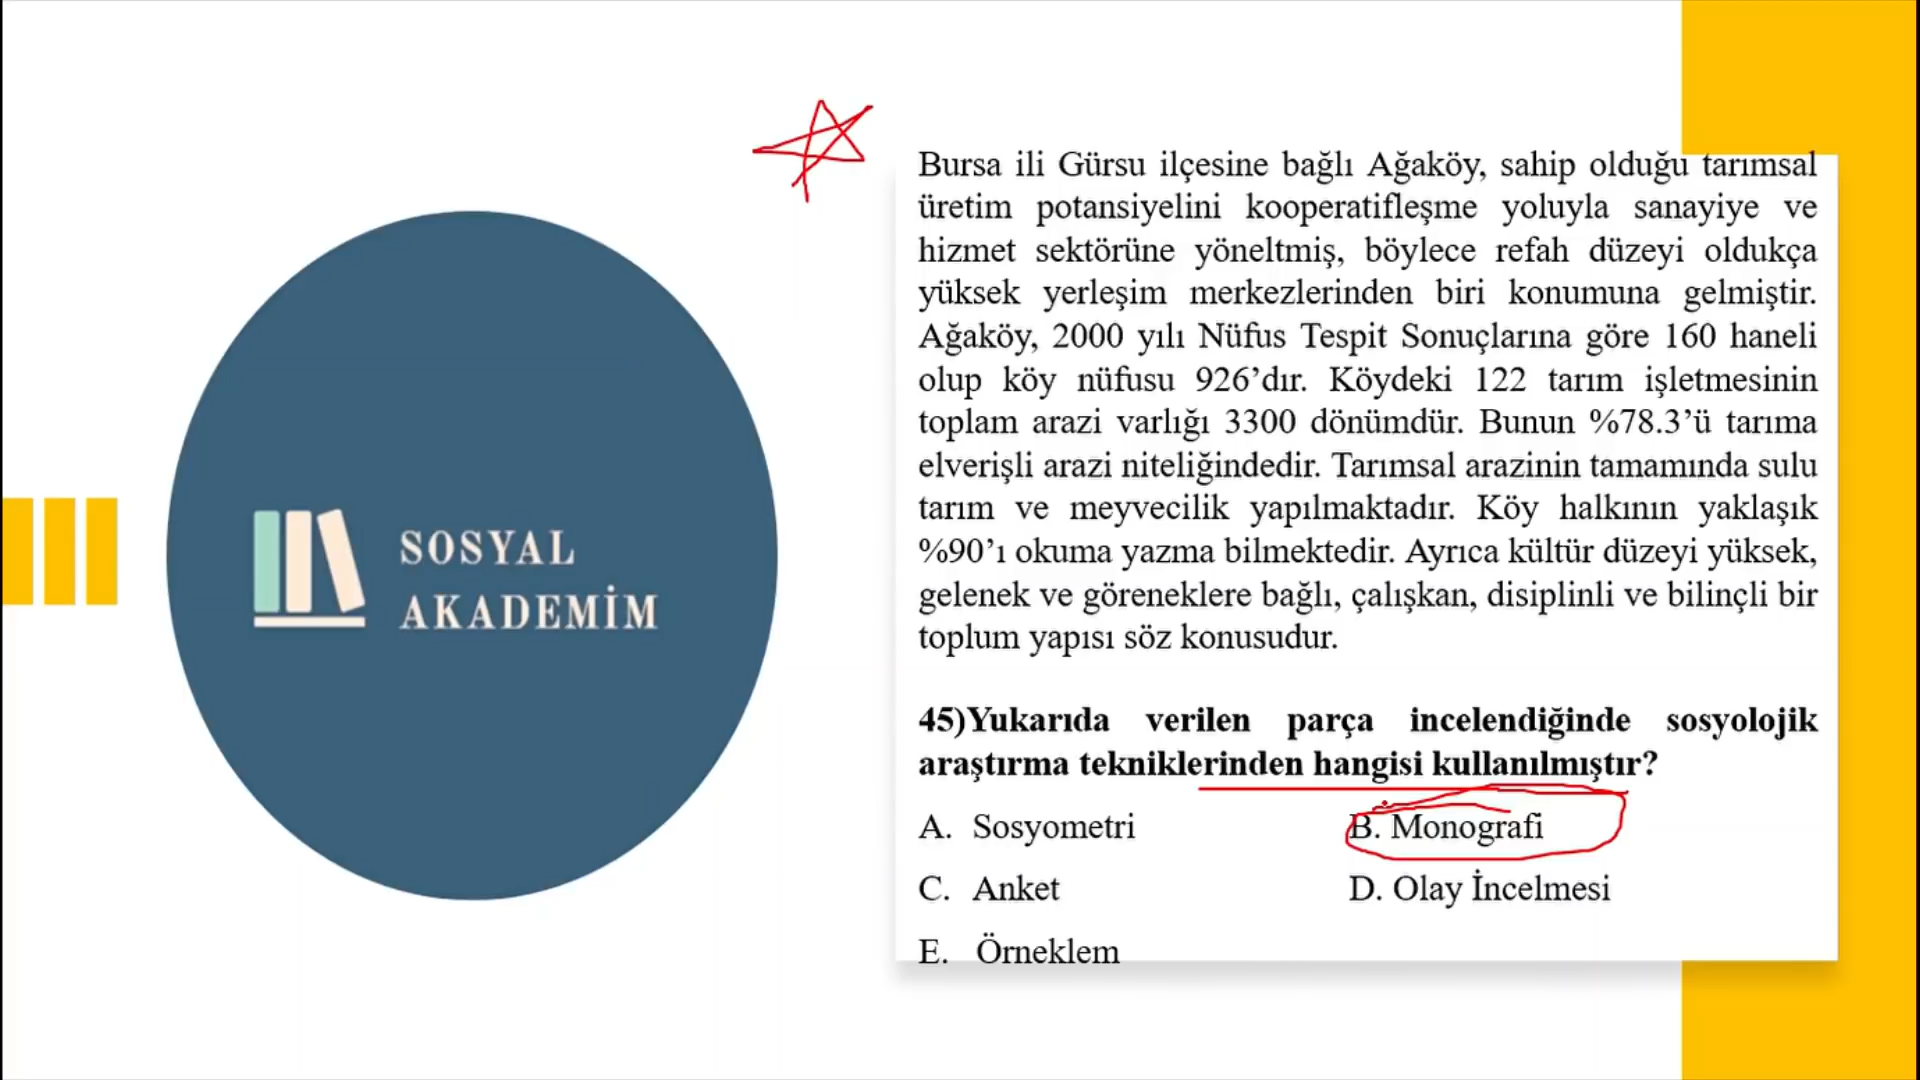 SOSYAL
AKADEMİM
Bursa ili Gürsu ilçesine bağlı Ağaköy, sahip olduğu tarımsal
üretim potansiyelini kooperatifleşme yoluyla sanayiye ve
hizmet sektörüne yöneltmiş, böylece refah düzeyi oldukça
yüksek yerleşim merkezlerinden biri konumuna gelmiştir.
Ağaköy, 2000 yılı Nüfus Tespit Sonuçlarına göre 160 haneli
olup köy nüfusu 926’dır. Köydeki 122 tarım işletmesinin
toplam arazi varlığı 3300 dönümdür. Bunun %78.3’ü tarıma
elverişli arazi niteliğindedir. Tarımsal arazinin tamamında sulu
tarım ve meyvecilik yapılmaktadır. Köy halkının yaklaşık
%90’ı okuma yazma bilmektedir. Ayrıca kültür düzeyi yüksek,
gelenek ve göreneklere bağlı, çalışkan, disiplinli ve bilinçli bir
toplum yapısı söz konusudur.
45)Yukarıda verilen parça incelendiğinde sosyolojik
araştırma tekniklerinden hangisi kullanılmıştır?
A. Sosyometri
B. Monografi
C. Anket
D. Olay İncelmesi
E. Örneklem